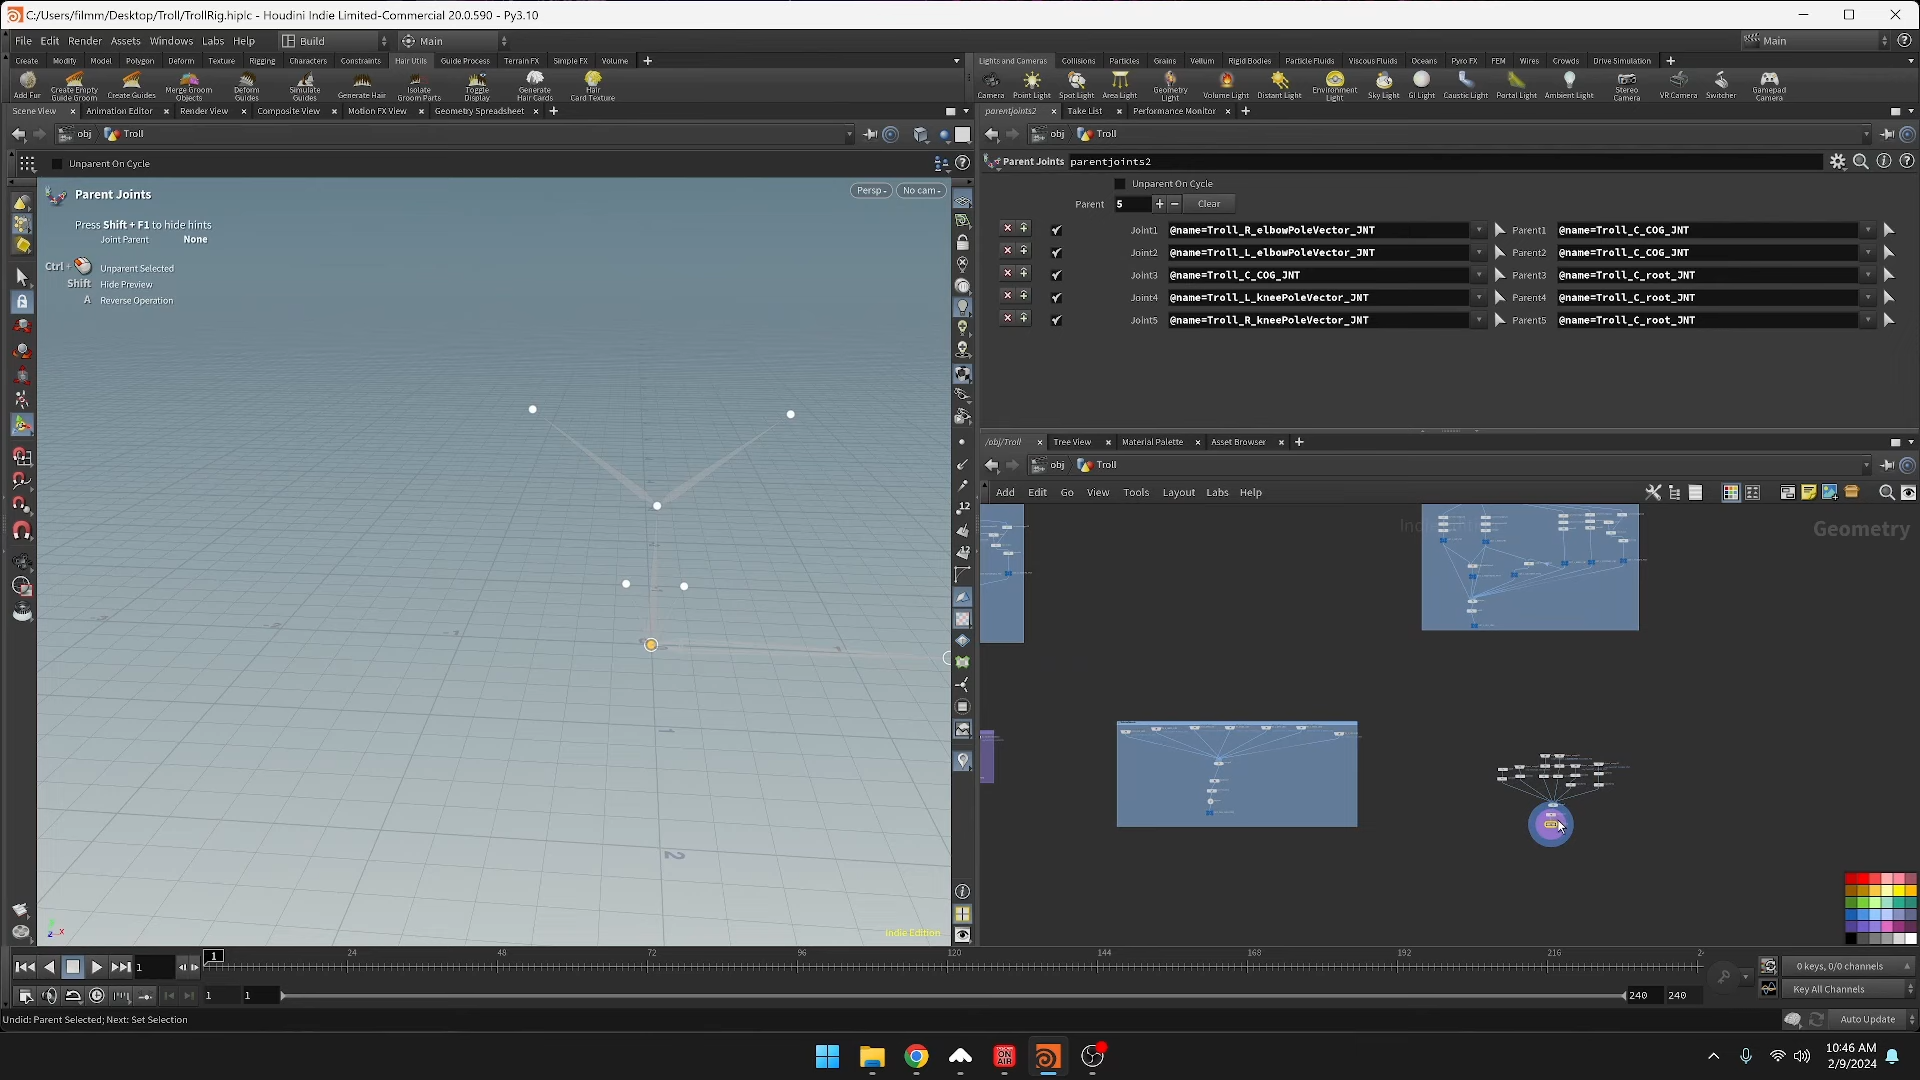 C:/Users/filmm/Desktop/Troll/TrollRig.hiplc - Houdini Indie Limited-Commercial 20.0.590 - Py3.10
File Edit Render Assets Windows Labs Help Build Main Main
Create Modify Model Polygon Deform Texture Rigging Characters Constraints Hair Utils Guide Process Terrain FX Simple FX Volume
Lights and Cameras Collisions Particles Grains Vellum Rigid Bodies Particle Fluids Viscous Fluids Oceans Pyro FX FEM Wires Crowds Drive Simulation
Add Fur Create Empty Guide Groom Create Guides Merge Groom Objects Deform Guides Simulate Guides Generate Hair Isolate Groom Parts Toggle Display Generate Hair Cards Hair Card Texture
Camera Point Light Spot Light Area Light Geometry Light Volume Light Distant Light Environment Light Sky Light GI Light Caustic Light Portal Light Ambient Light Stereo Camera VR Camera Switcher Gamepad Camera
Scene View Animation Editor Render View Composite View Motion FX View Geometry Spreadsheet
parentjoints2 Take List Performance Monitor
obj Troll
obj Troll
Unparent On Cycle
Parent Joints parentjoints2
Parent Joints
Persp No cam
Press Shift + F1 to hide hints
Joint Parent None
Ctrl + Unparent Selected
Shift Hide Preview
A Reverse Operation
Indie Edition
Unparent On Cycle
Parent 5 Clear
Joint1 @name=Troll_R_elbowPoleVector_JNT Parent1 @name=Troll_C_COG_JNT
Joint2 @name=Troll_L_elbowPoleVector_JNT Parent2 @name=Troll_C_COG_JNT
Joint3 @name=Troll_C_COG_JNT Parent3 @name=Troll_C_root_JNT
Joint4 @name=Troll_L_kneePoleVector_JNT Parent4 @name=Troll_C_root_JNT
Joint5 @name=Troll_R_kneePoleVector_JNT Parent5 @name=Troll_C_root_JNT
/obj/Troll Tree View Material Palette Asset Browser
obj Troll
Add Edit Go View Tools Layout Labs Help
Geometry
1 24 48 72 96 120 144 168 192 216
1
0 keys, 0/0 channels
1 1 240 240
Key All Channels
Undid: Parent Selected; Next: Set Selection
Auto Update
ON AIR
10:46 AM
2/9/2024